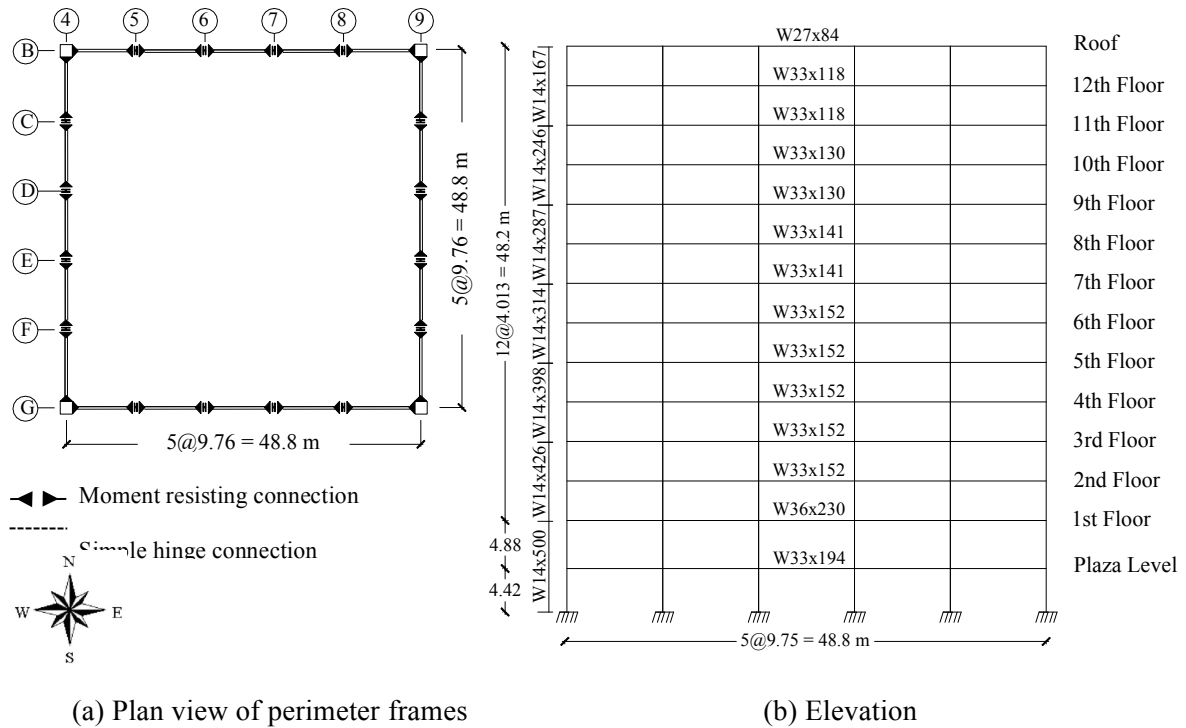 4 5 6 7 8 9
B
C
D
E
F
G
5@9.76 = 48.8 m
5@9.76 = 48.8 m
Moment resisting connection
Simple hinge connection
N
W E
S
(a) Plan view of perimeter frames
W27x84 Roof
W33x118 12th Floor
W33x118 11th Floor
W33x130 10th Floor
W33x130 9th Floor
W33x141 8th Floor
W33x141 7th Floor
W33x152 6th Floor
W33x152 5th Floor
W33x152 4th Floor
W33x152 3rd Floor
W33x152 2nd Floor
W36x230 1st Floor
W33x194 Plaza Level
W14x167
W14x246
W14x287
W14x314
W14x398
W14x426
W14x500
12@4.013 = 48.2 m
4.88
4.42
5@9.75 = 48.8 m
(b) Elevation